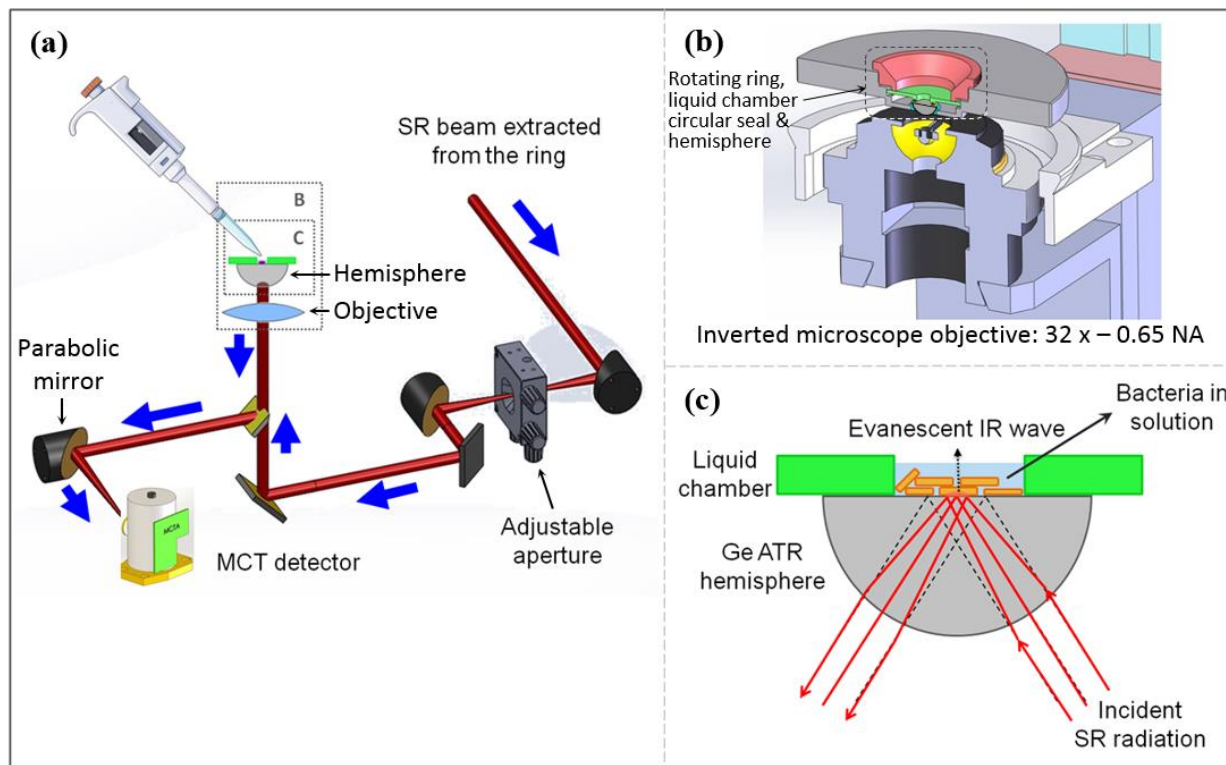 (a)
SR beam extracted
from the ring
B
C
Hemisphere
Objective
Parabolic
mirror
MCTA
MCT detector
Adjustable
aperture
(b)
Rotating ring,
liquid chamber
circular seal &
hemisphere
Inverted microscope objective: 32 x – 0.65 NA
(c)
Bacteria in
solution
Evanescent IR wave
Liquid
chamber
Ge ATR
hemisphere
Incident
SR radiation